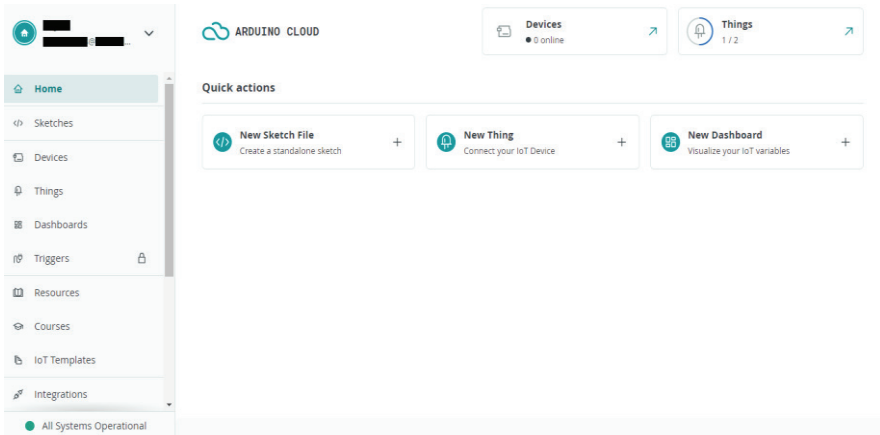 @
...
Home
Sketches
Devices
Things
Dashboards
Triggers
Resources
Courses
IoT Templates
Integrations
All Systems Operational
ARDUINO CLOUD
Devices
0 online
Things
1 / 2
Quick actions
New Sketch File
Create a standalone sketch
New Thing
Connect your IoT Device
New Dashboard
Visualize your IoT variables